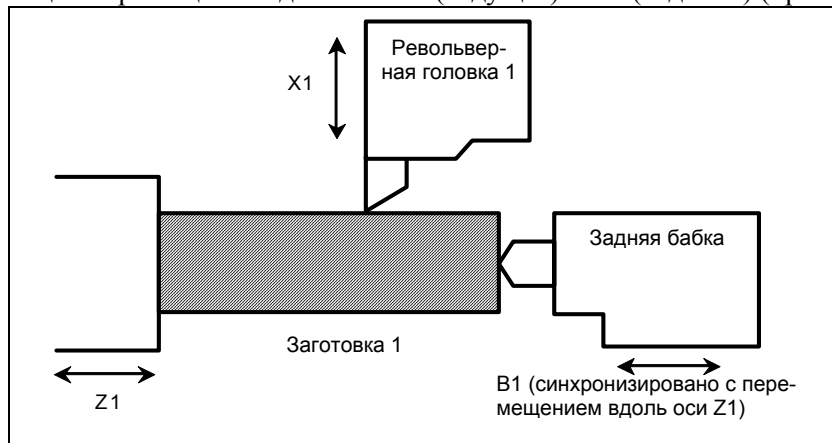 Револьвер-
ная головка 1
X1
Задняя бабка
Заготовка 1
Z1
B1 (синхронизировано с пере-
мещением вдоль оси Z1)